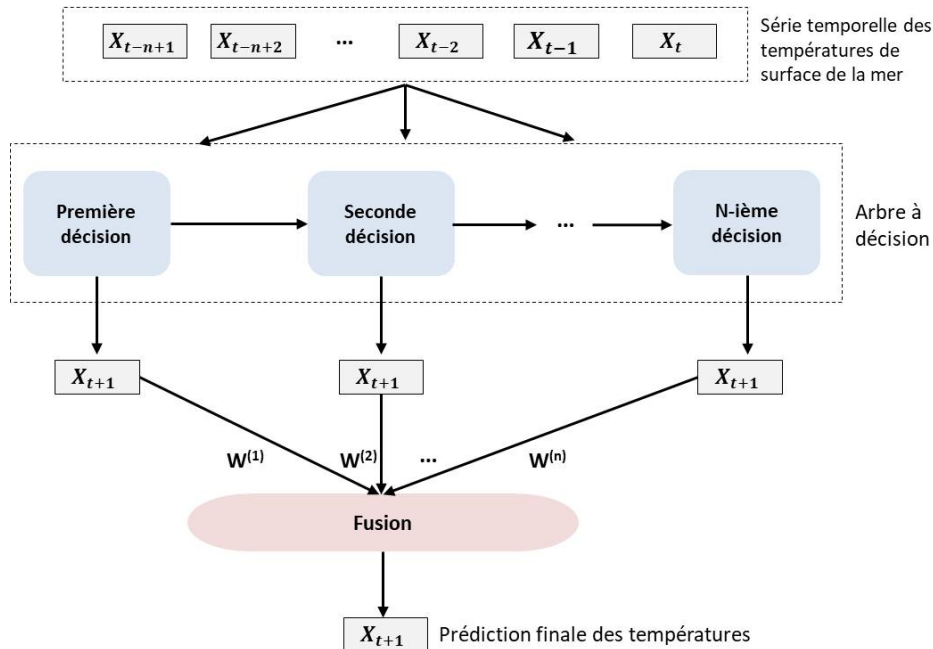 X_{t-n+1} X_{t-n+2} ... X_{t-2} X_{t-1} X_t
Série temporelle des
températures de
surface de la mer
Première
décision
Seconde
décision
...
N-ième
décision
Arbre à
décision
X_{t+1} X_{t+1} X_{t+1}
W^{(1)} W^{(2)} ... W^{(n)}
Fusion
X_{t+1} Prédiction finale des températures